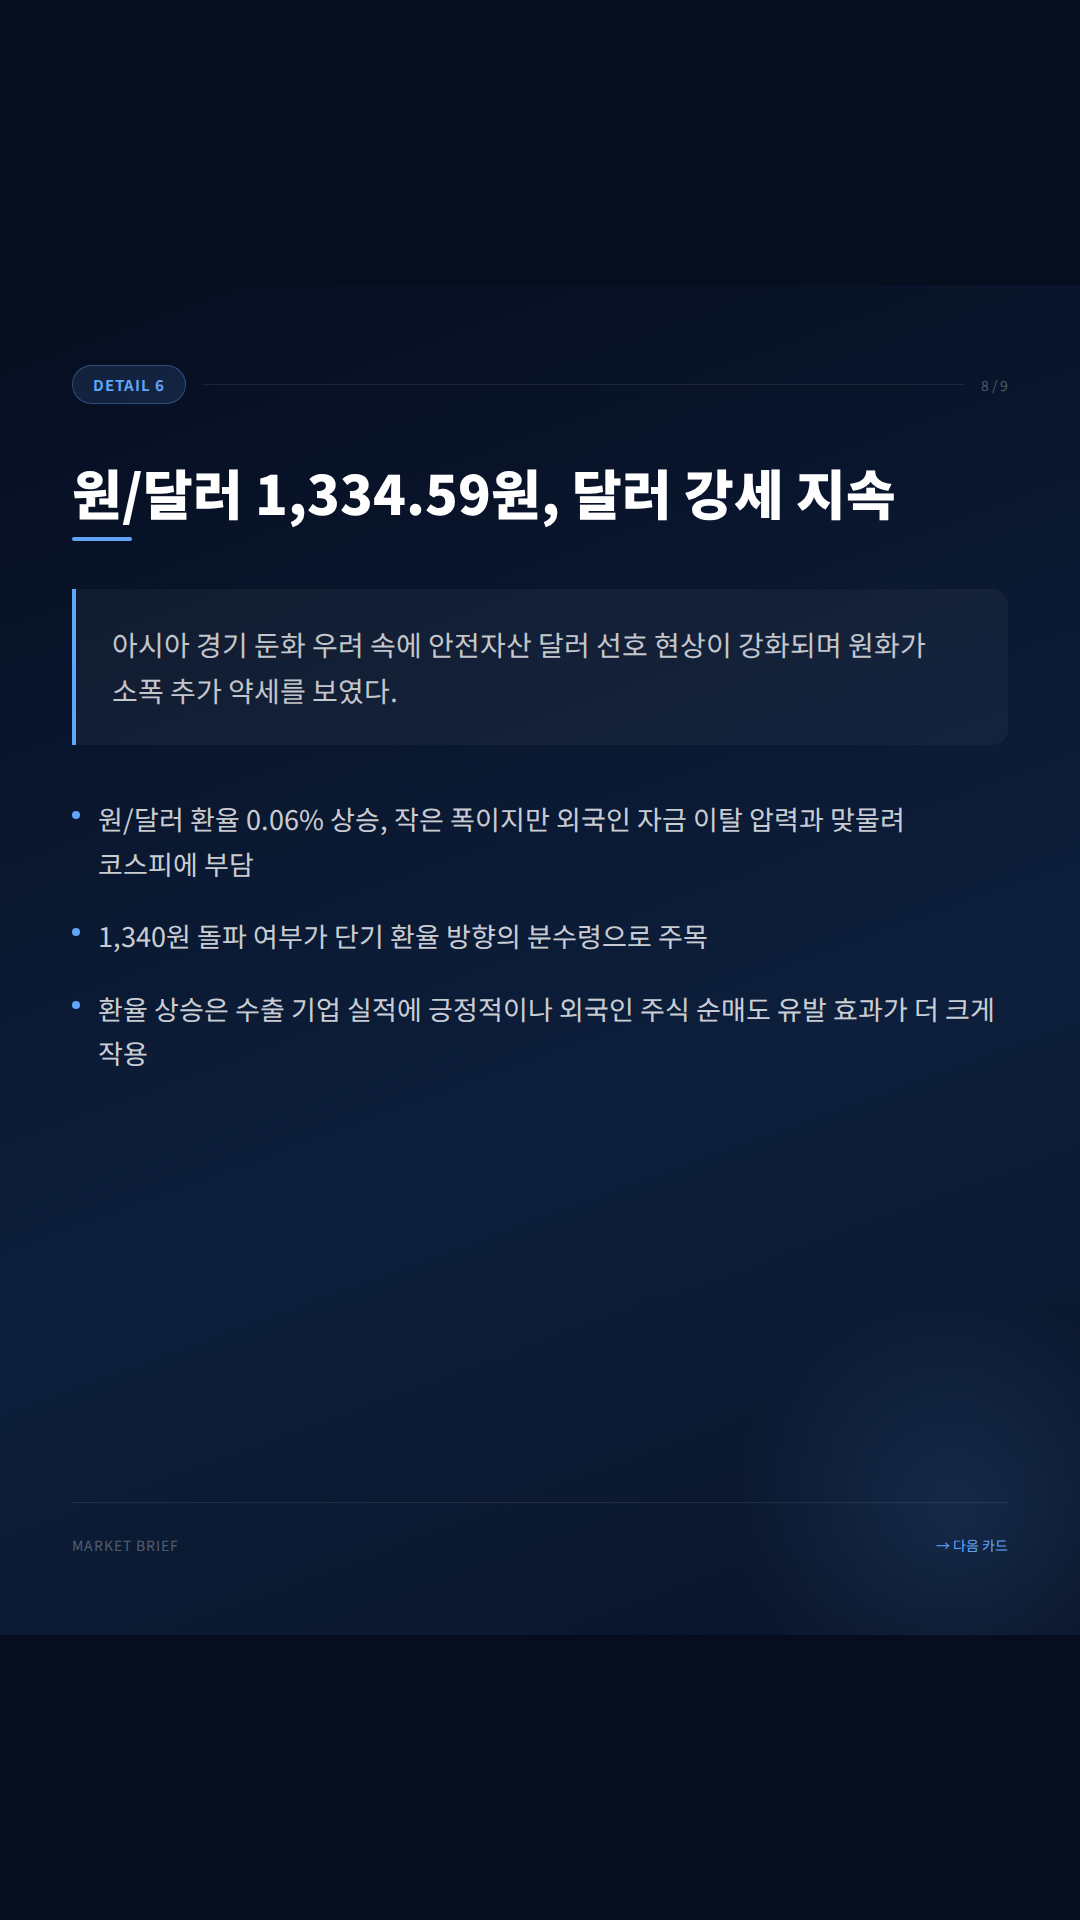 DETAIL 6
8 / 9
원/달러 1,334.59원, 달러 강세 지속
아시아 경기 둔화 우려 속에 안전자산 달러 선호 현상이 강화되며 원화가
소폭 추가 약세를 보였다.
원/달러 환율 0.06% 상승, 작은 폭이지만 외국인 자금 이탈 압력과 맞물려
코스피에 부담
1,340원 돌파 여부가 단기 환율 방향의 분수령으로 주목
환율 상승은 수출 기업 실적에 긍정적이나 외국인 주식 순매도 유발 효과가 더 크게
작용
MARKET BRIEF
→ 다음 카드